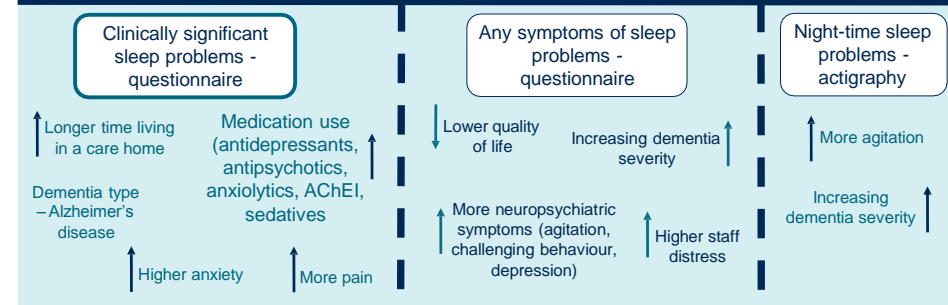 Clinically significant
sleep problems -
questionnaire
Longer time living
in a care home
Medication use
(antidepressants,
antipsychotics,
anxiolytics, AChEI,
sedatives
Dementia type
– Alzheimer's
disease
Higher anxiety
More pain
Any symptoms of sleep
problems -
questionnaire
Lower quality
of life
Increasing dementia
severity
More neuropsychiatric
symptoms (agitation,
challenging behaviour,
depression)
Higher staff
distress
Night-time sleep
problems -
actigraphy
More agitation
Increasing
dementia severity